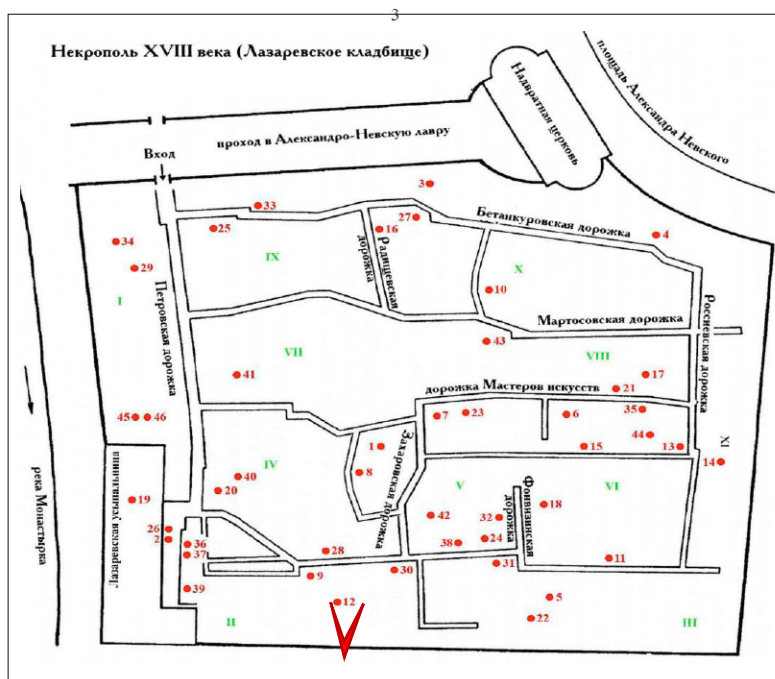 3
Некрополь XVIII века (Лазаревское кладбище)
площадь Александра Невского
Надвратная церковь
проход в Александро-Невскую лавру
Вход
3
33
27
Бетанкуровская дорожка
34
25
16
4
29
IX
Радищевская дорожка
X
I
Петровская дорожка
10
Россиевская дорожка
Мартосовская дорожка
43
VII
VIII
41
17
21
дорожка Мастеров искусств
45
46
7
23
6
35
1
44
Захаровская дорожка
15
13
XI
14
8
IV
40
V
VI
20
Лазаревская усыпальница
19
река Монастырка
42
32
Фонвизинская дорожка
18
26
2
36
37
28
38
24
11
9
30
31
39
12
5
22
II
III